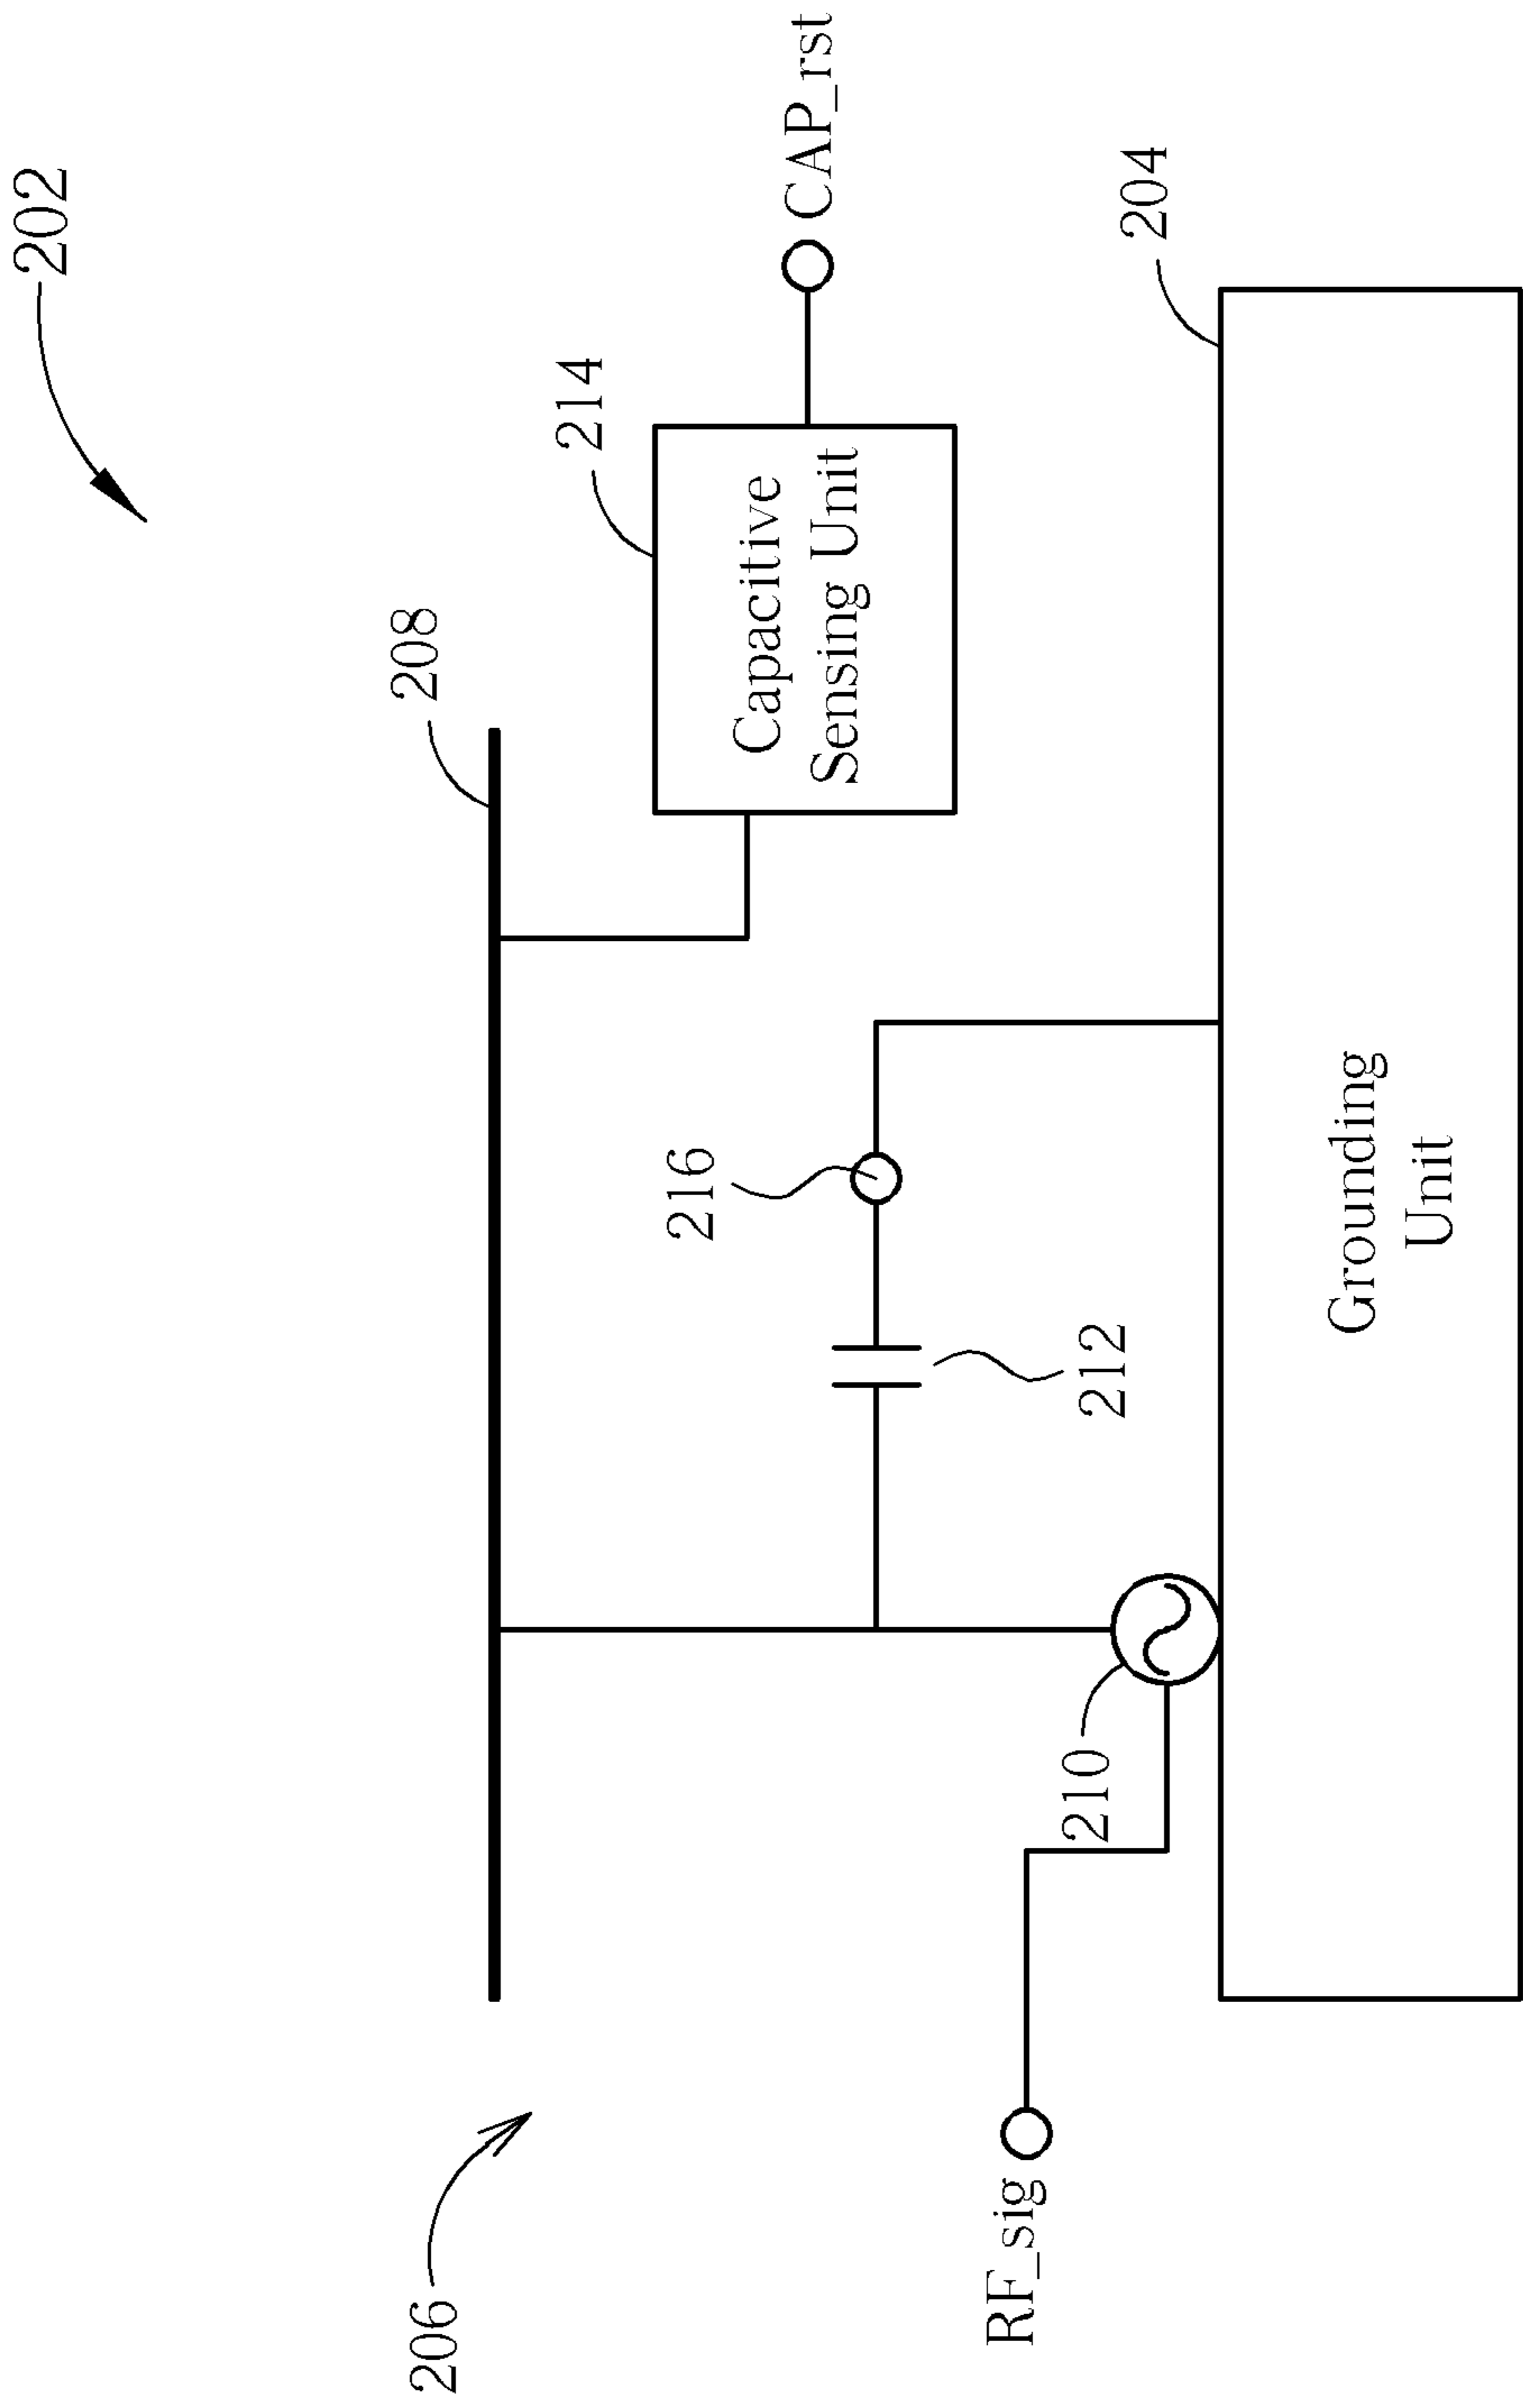 202
206
208
214
Capacitive
Sensing Unit
CAP_rst
216
212
RF_sig
210
204
Grounding
Unit